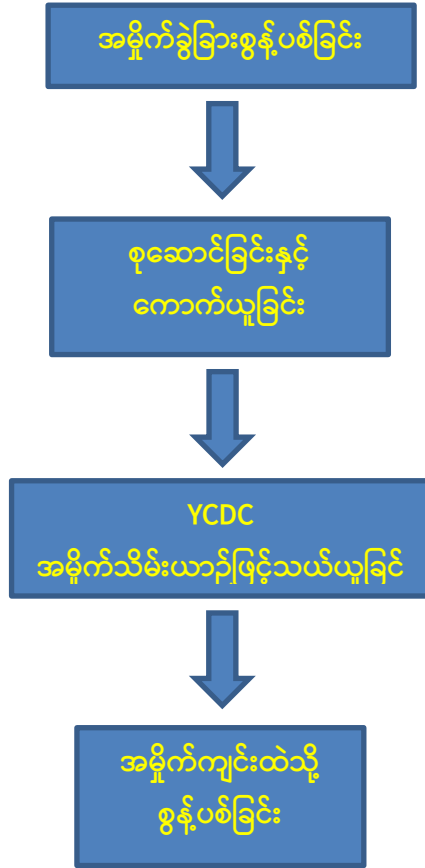 အမှိုက်ခွဲခြားစွန့်ပစ်ခြင်း
စုဆောင်ခြင်းနှင့်
ကောက်ယူခြင်း
YCDC
အမှိုက်သိမ်းယာဉ်ဖြင့်သယ်ယူခြင်
အမှိုက်ကျင်းထဲသို့
စွန့်ပစ်ခြင်း